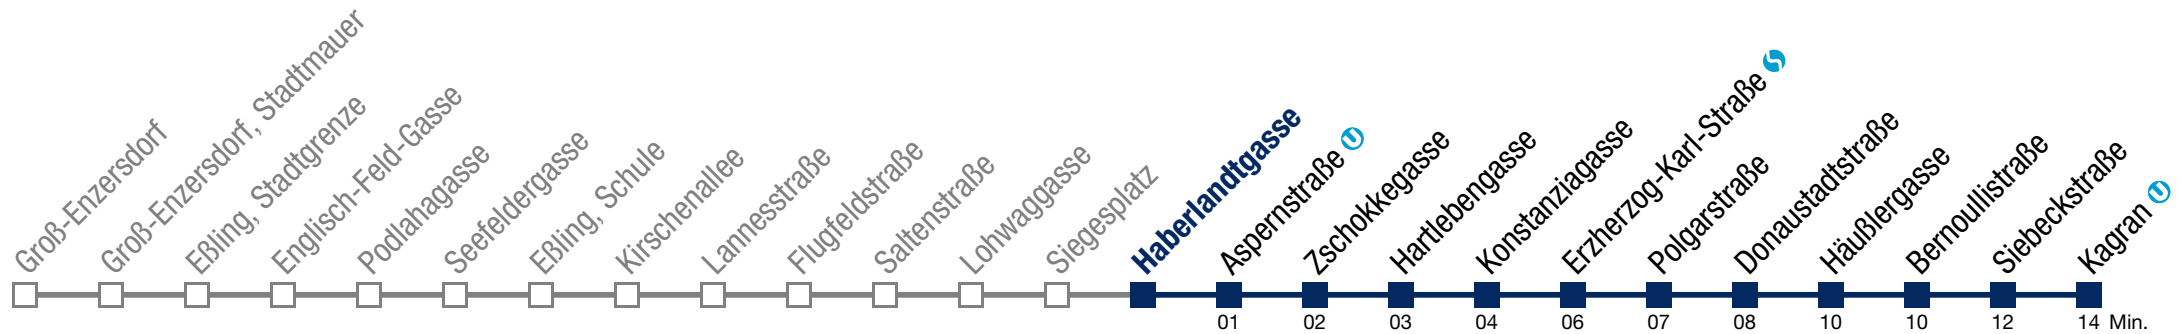 Groß-Enzersdorf
Groß-Enzersdorf, Stadtmauer
Eßling, Stadtgrenze
Englisch-Feld-Gasse
Podlahagasse
Seefeldergasse
Eßling, Schule
Kirschenallee
Lannesstraße
Flugfeldstraße
Saltenstraße
Lohwaggasse
Siegesplatz
Haberlandtgasse
Aspernstraße U
Zschokkegasse
Hartlebengasse
Konstanziagasse
Erzherzog-Karl-Straße S
Polgarstraße
Donaustadtstraße
Häußlergasse
Bernoullistraße
Siebeckstraße
Kagran U
01 02 03 04 06 07 08 10 10 12 14 Min.